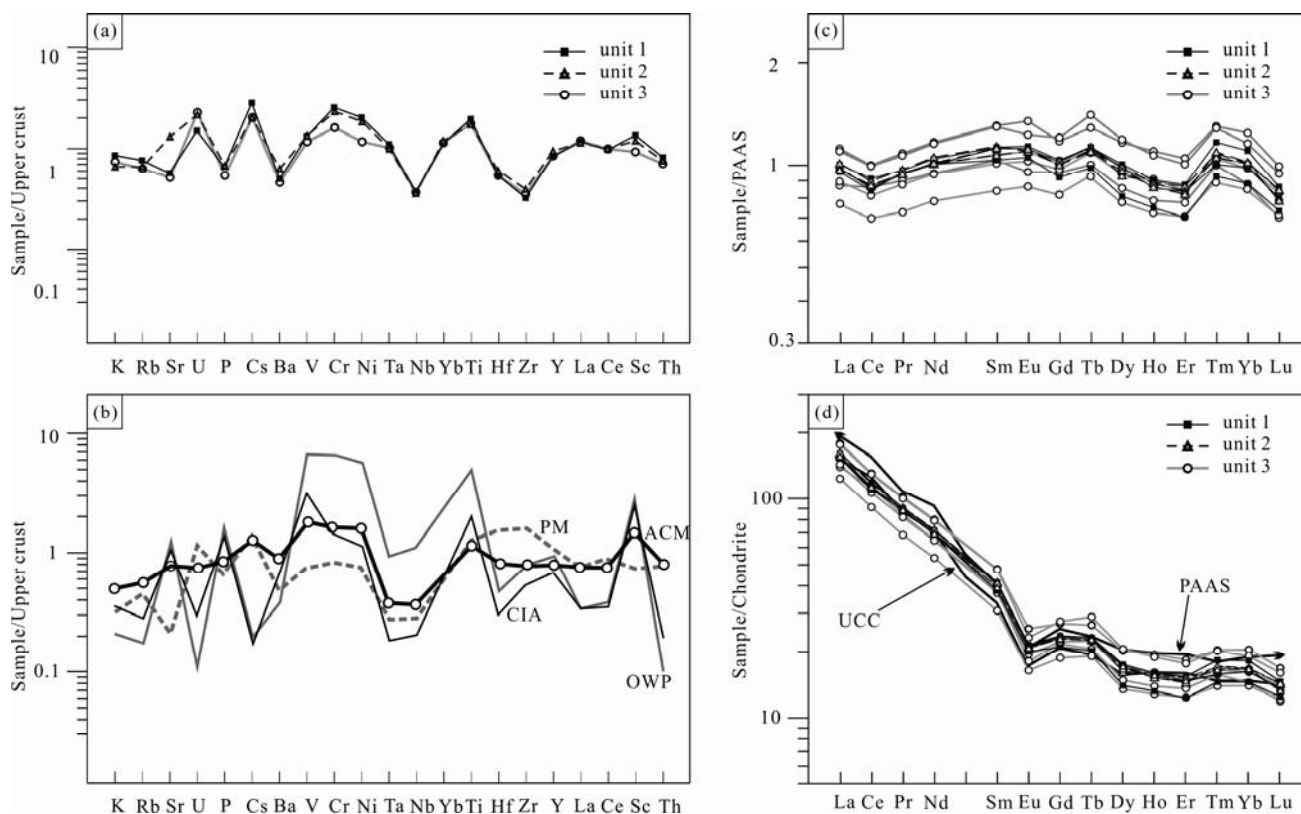 (a)
unit 1
unit 2
unit 3
10
1
0.1
Sample/Upper crust
K Rb Sr U P Cs Ba V Cr Ni Ta Nb Yb Ti Hf Zr Y La Ce Sc Th
(c)
unit 1
unit 2
unit 3
2
1
0.3
Sample/PAAS
La Ce Pr Nd Sm Eu Gd Tb Dy Ho Er Tm Yb Lu
(b)
10
1
0.1
Sample/Upper crust
PM
ACM
CIA
OWP
K Rb Sr U P Cs Ba V Cr Ni Ta Nb Yb Ti Hf Zr Y La Ce Sc Th
(d)
unit 1
unit 2
unit 3
100
10
Sample/Chondrite
UCC
PAAS
La Ce Pr Nd Sm Eu Gd Tb Dy Ho Er Tm Yb Lu